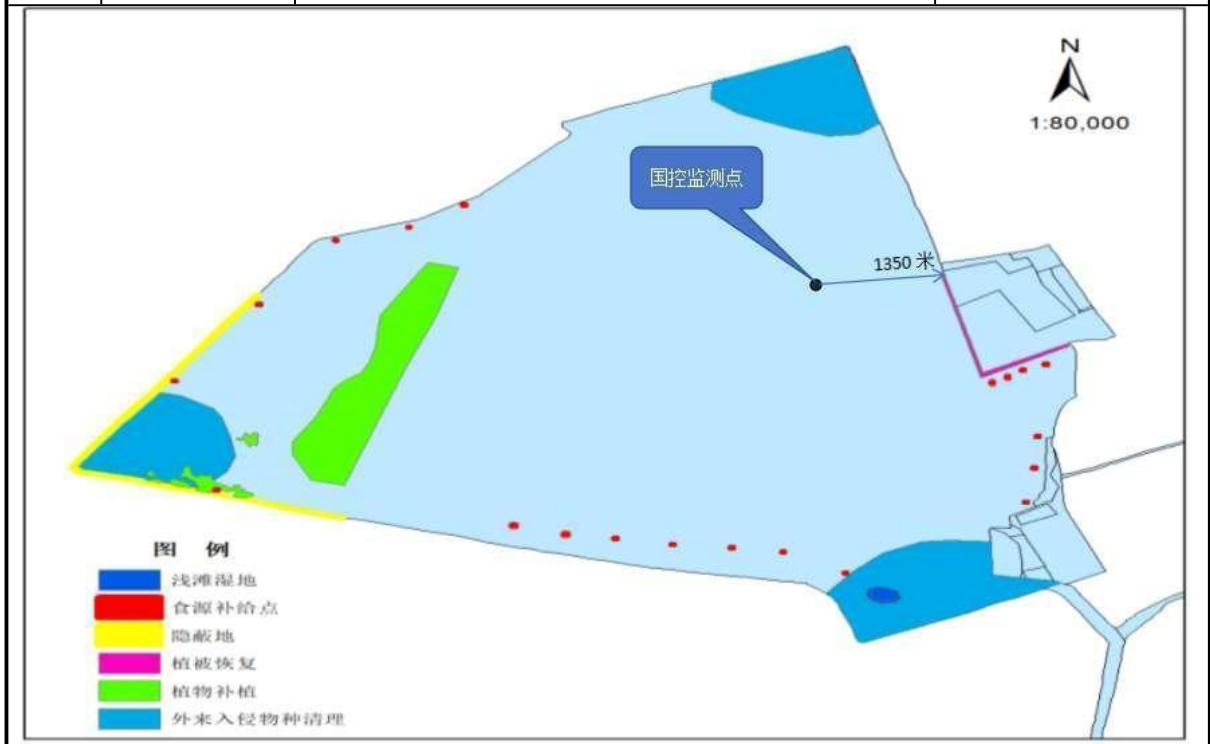 N
1:80,000
国控监测点
1350 米
图 例
浅滩湿地
食源补给点
隐蔽地
植被恢复
植物补植
外来入侵物种清理